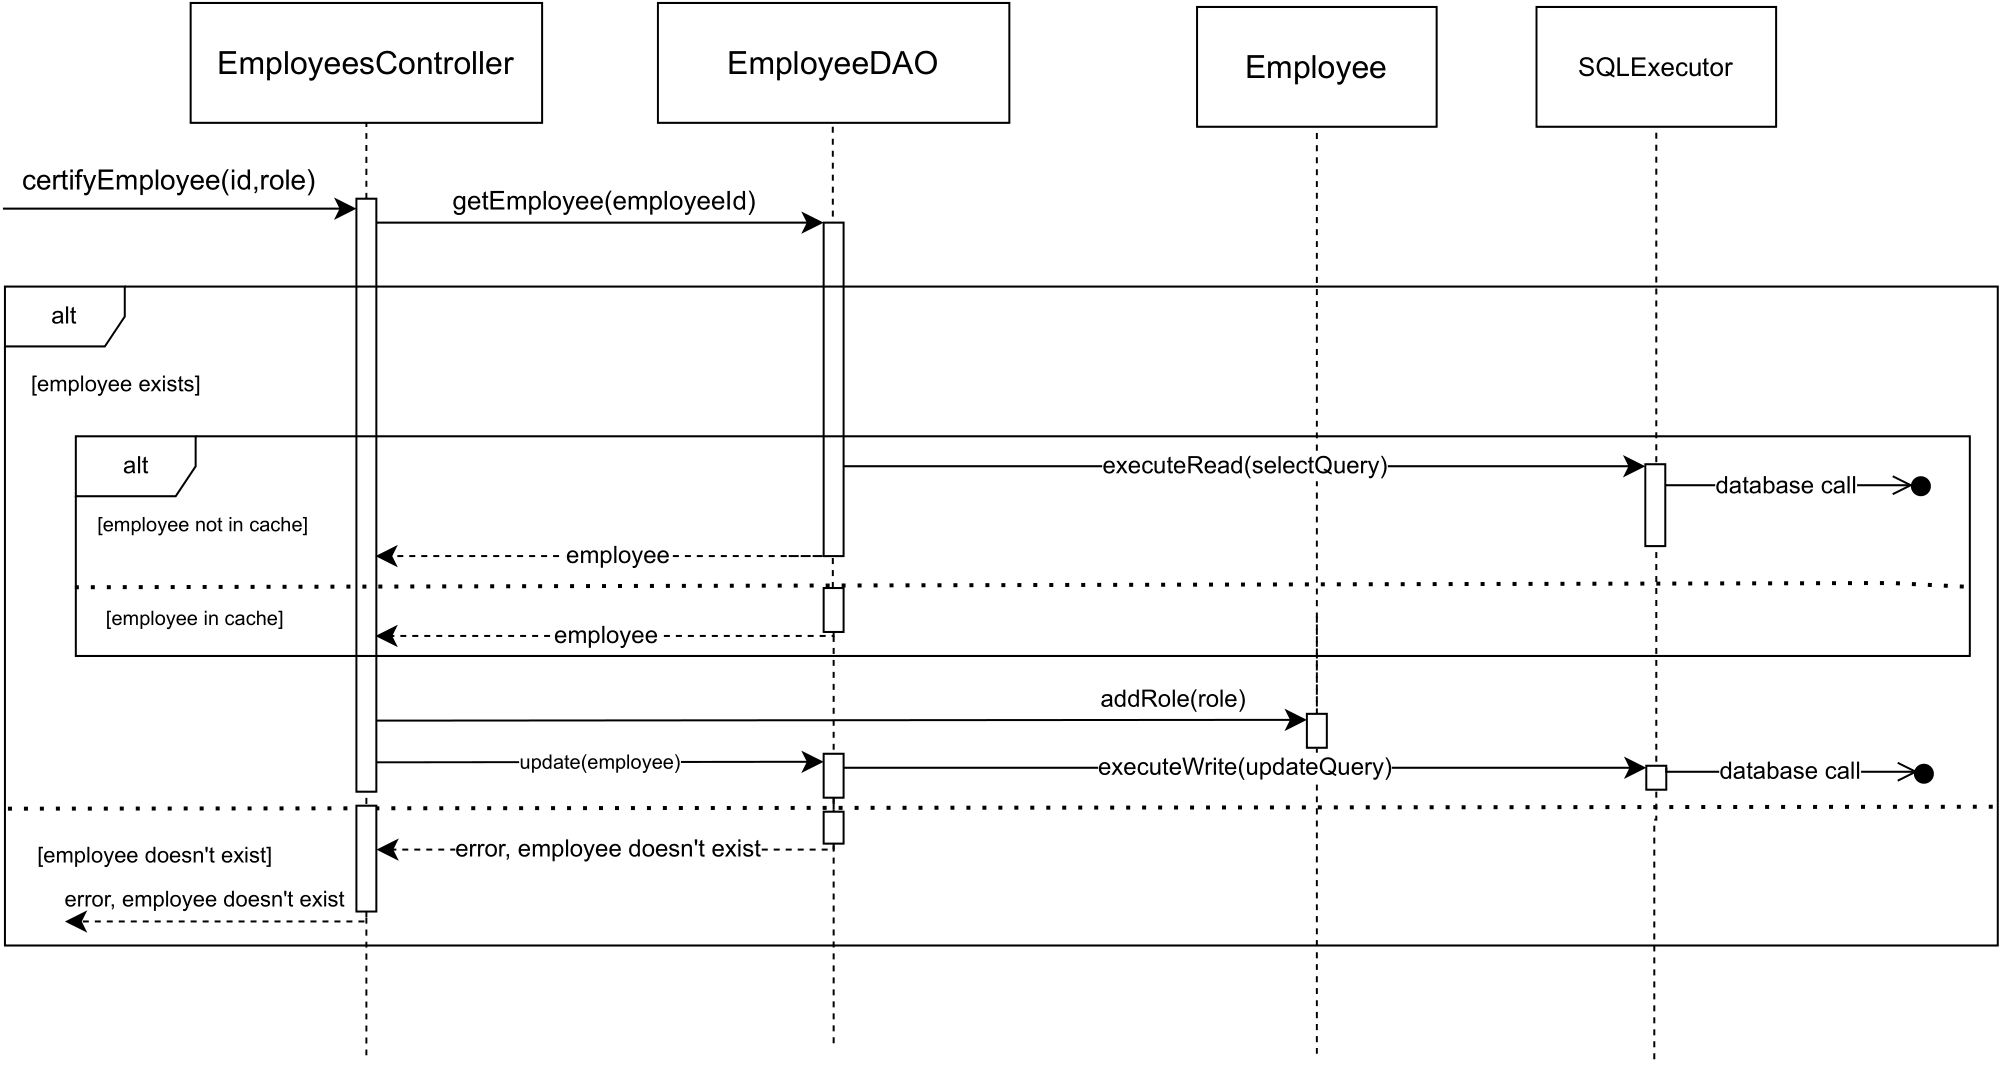 EmployeesController
EmployeeDAO
Employee
SQLExecutor
certifyEmployee(id,role)
getEmployee(employeeId)
alt
[employee exists]
alt
executeRead(selectQuery)
database call
[employee not in cache]
employee
[employee in cache]
employee
addRole(role)
update(employee)
executeWrite(updateQuery)
database call
[employee doesn't exist]
error, employee doesn't exist
error, employee doesn't exist